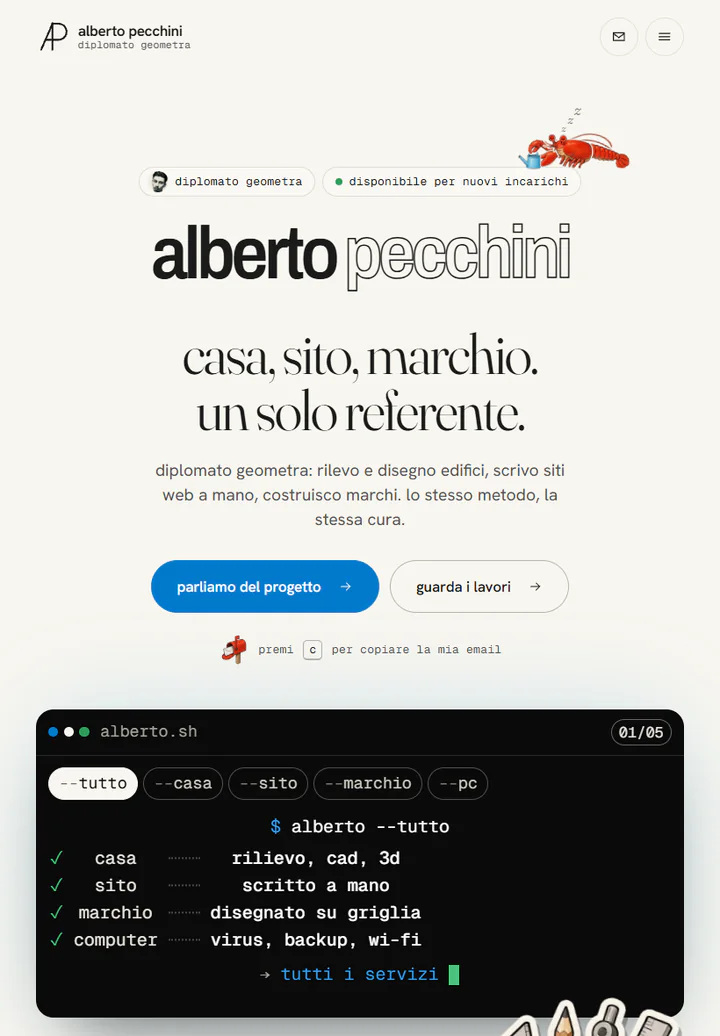 alberto pecchini
diplomato geometra
z
z
z
diplomato geometra
disponibile per nuovi incarichi
alberto pecchini
casa, sito, marchio.
un solo referente.
diplomato geometra: rilevo e disegno edifici, scrivo siti
web a mano, costruisco marchi. lo stesso metodo, la
stessa cura.
parliamo del progetto →
guarda i lavori →
premi c per copiare la mia email
alberto.sh
01/05
--tutto --casa --sito --marchio --pc
$ alberto --tutto
✓ casa ········· rilievo, cad, 3d
✓ sito ········· scritto a mano
✓ marchio ········· disegnato su griglia
✓ computer ········· virus, backup, wi-fi
→ tutti i servizi